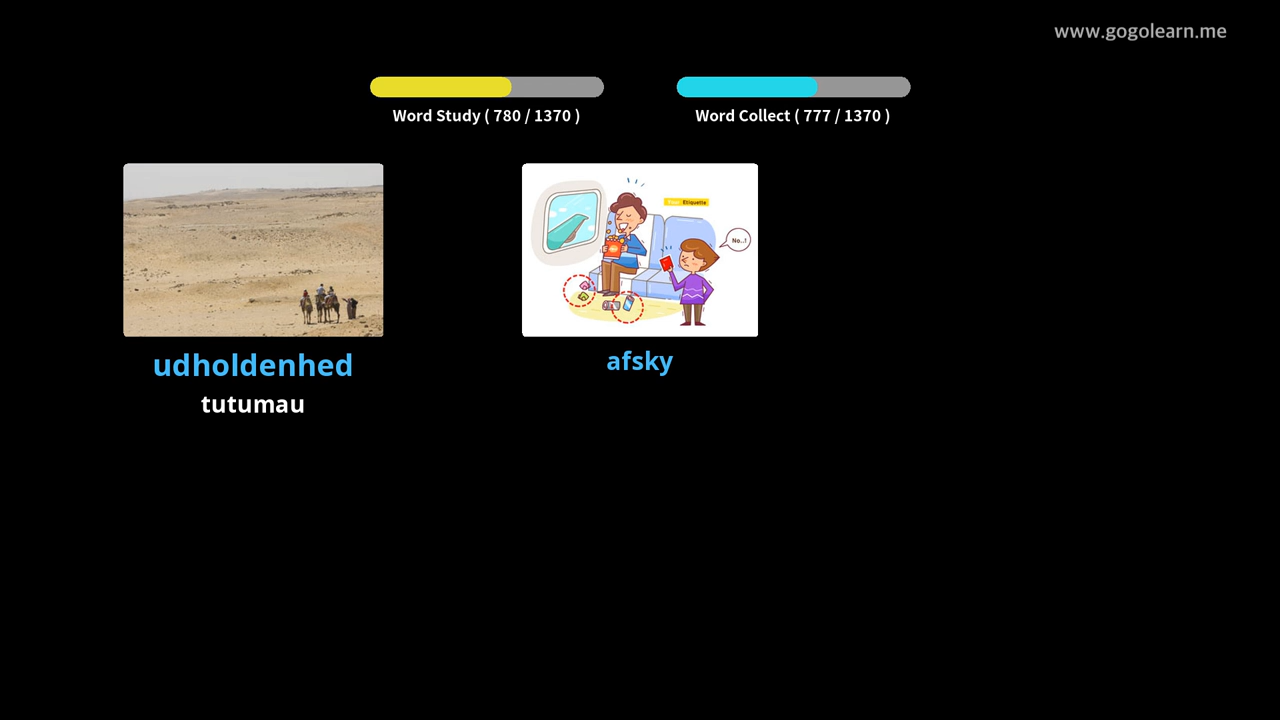 www.gogolearn.me
Word Study ( 780 / 1370 )
Word Collect ( 777 / 1370 )
Etiquette
No..!
udholdenhed
tutumau
afsky